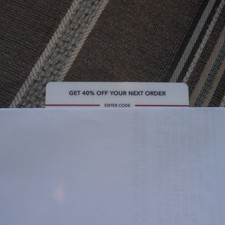 GET 40% OFF YOUR NEXT ORDER
ENTER CODE